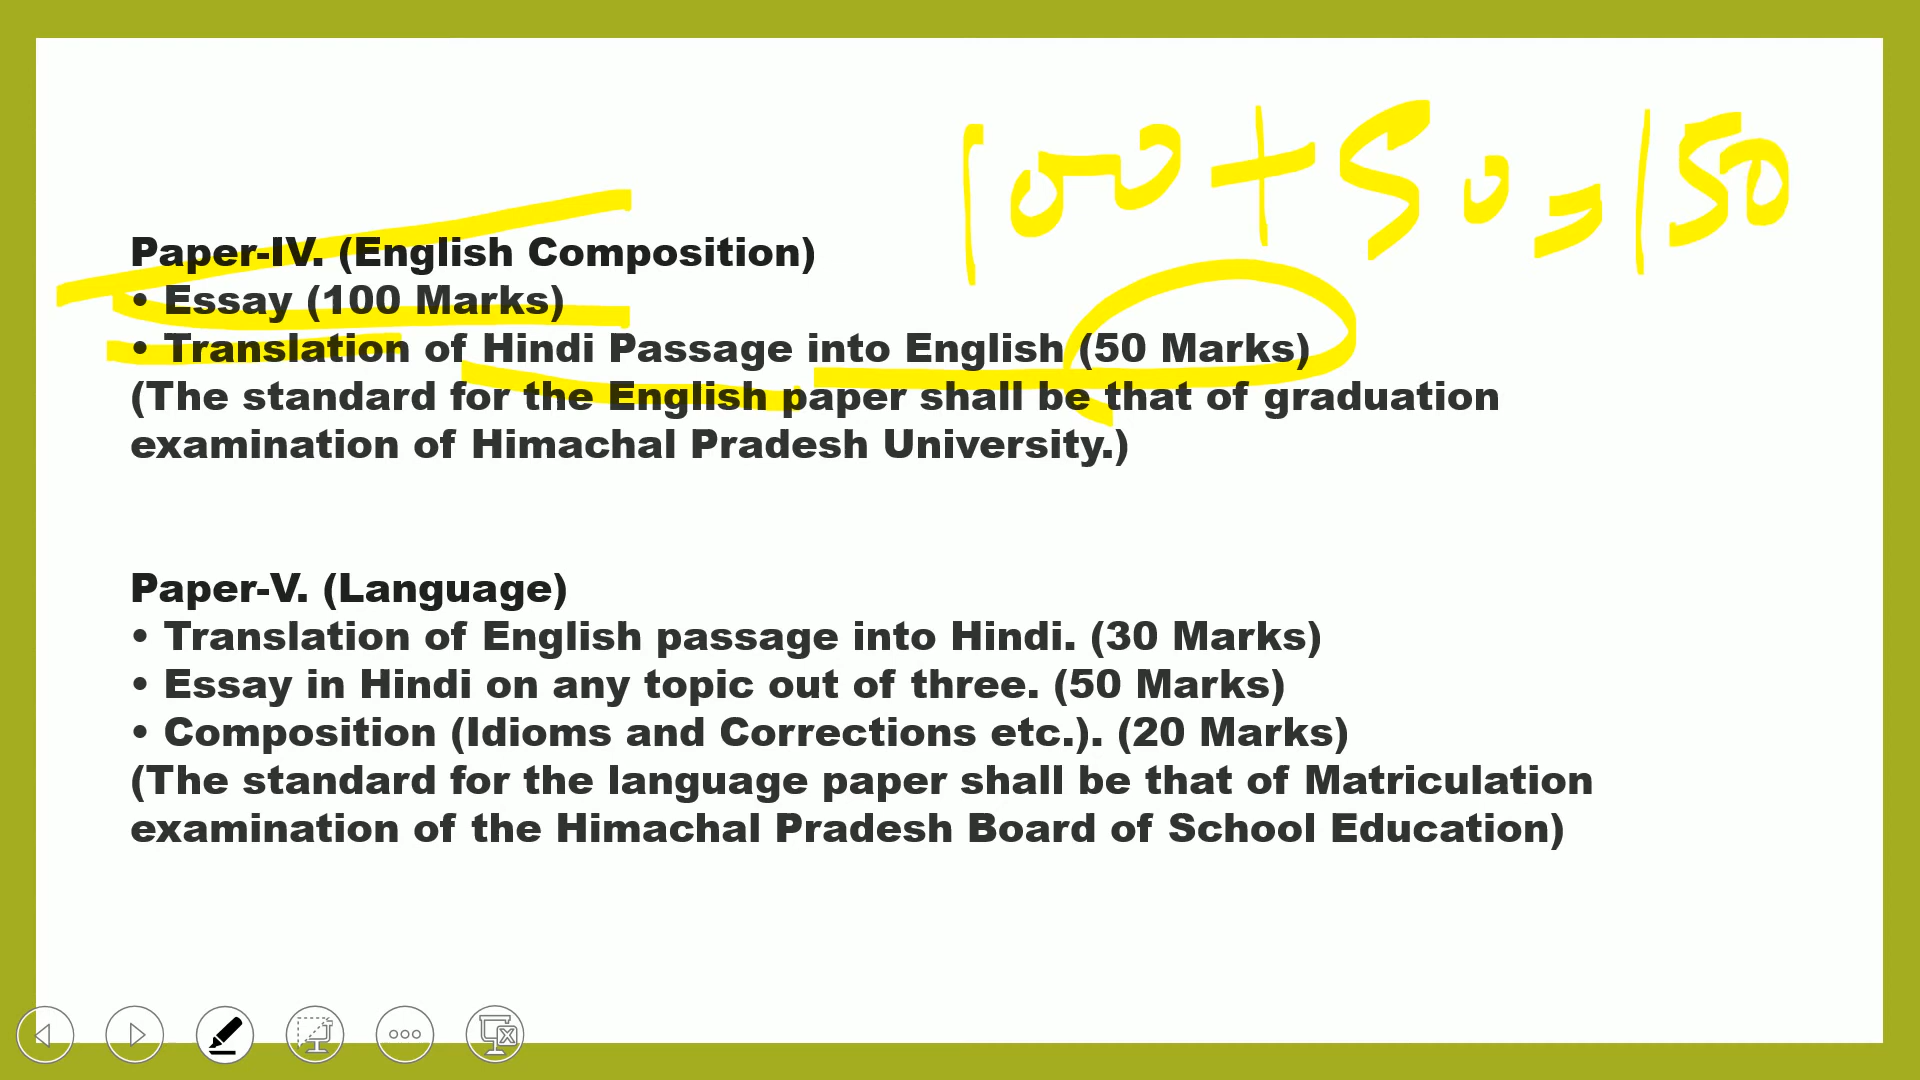 100+50=150
Paper-IV. (English Composition)
• Essay (100 Marks)
• Translation of Hindi Passage into English (50 Marks)
(The standard for the English paper shall be that of graduation
examination of Himachal Pradesh University.)
Paper-V. (Language)
• Translation of English passage into Hindi. (30 Marks)
• Essay in Hindi on any topic out of three. (50 Marks)
• Composition (Idioms and Corrections etc.). (20 Marks)
(The standard for the language paper shall be that of Matriculation
examination of the Himachal Pradesh Board of School Education)